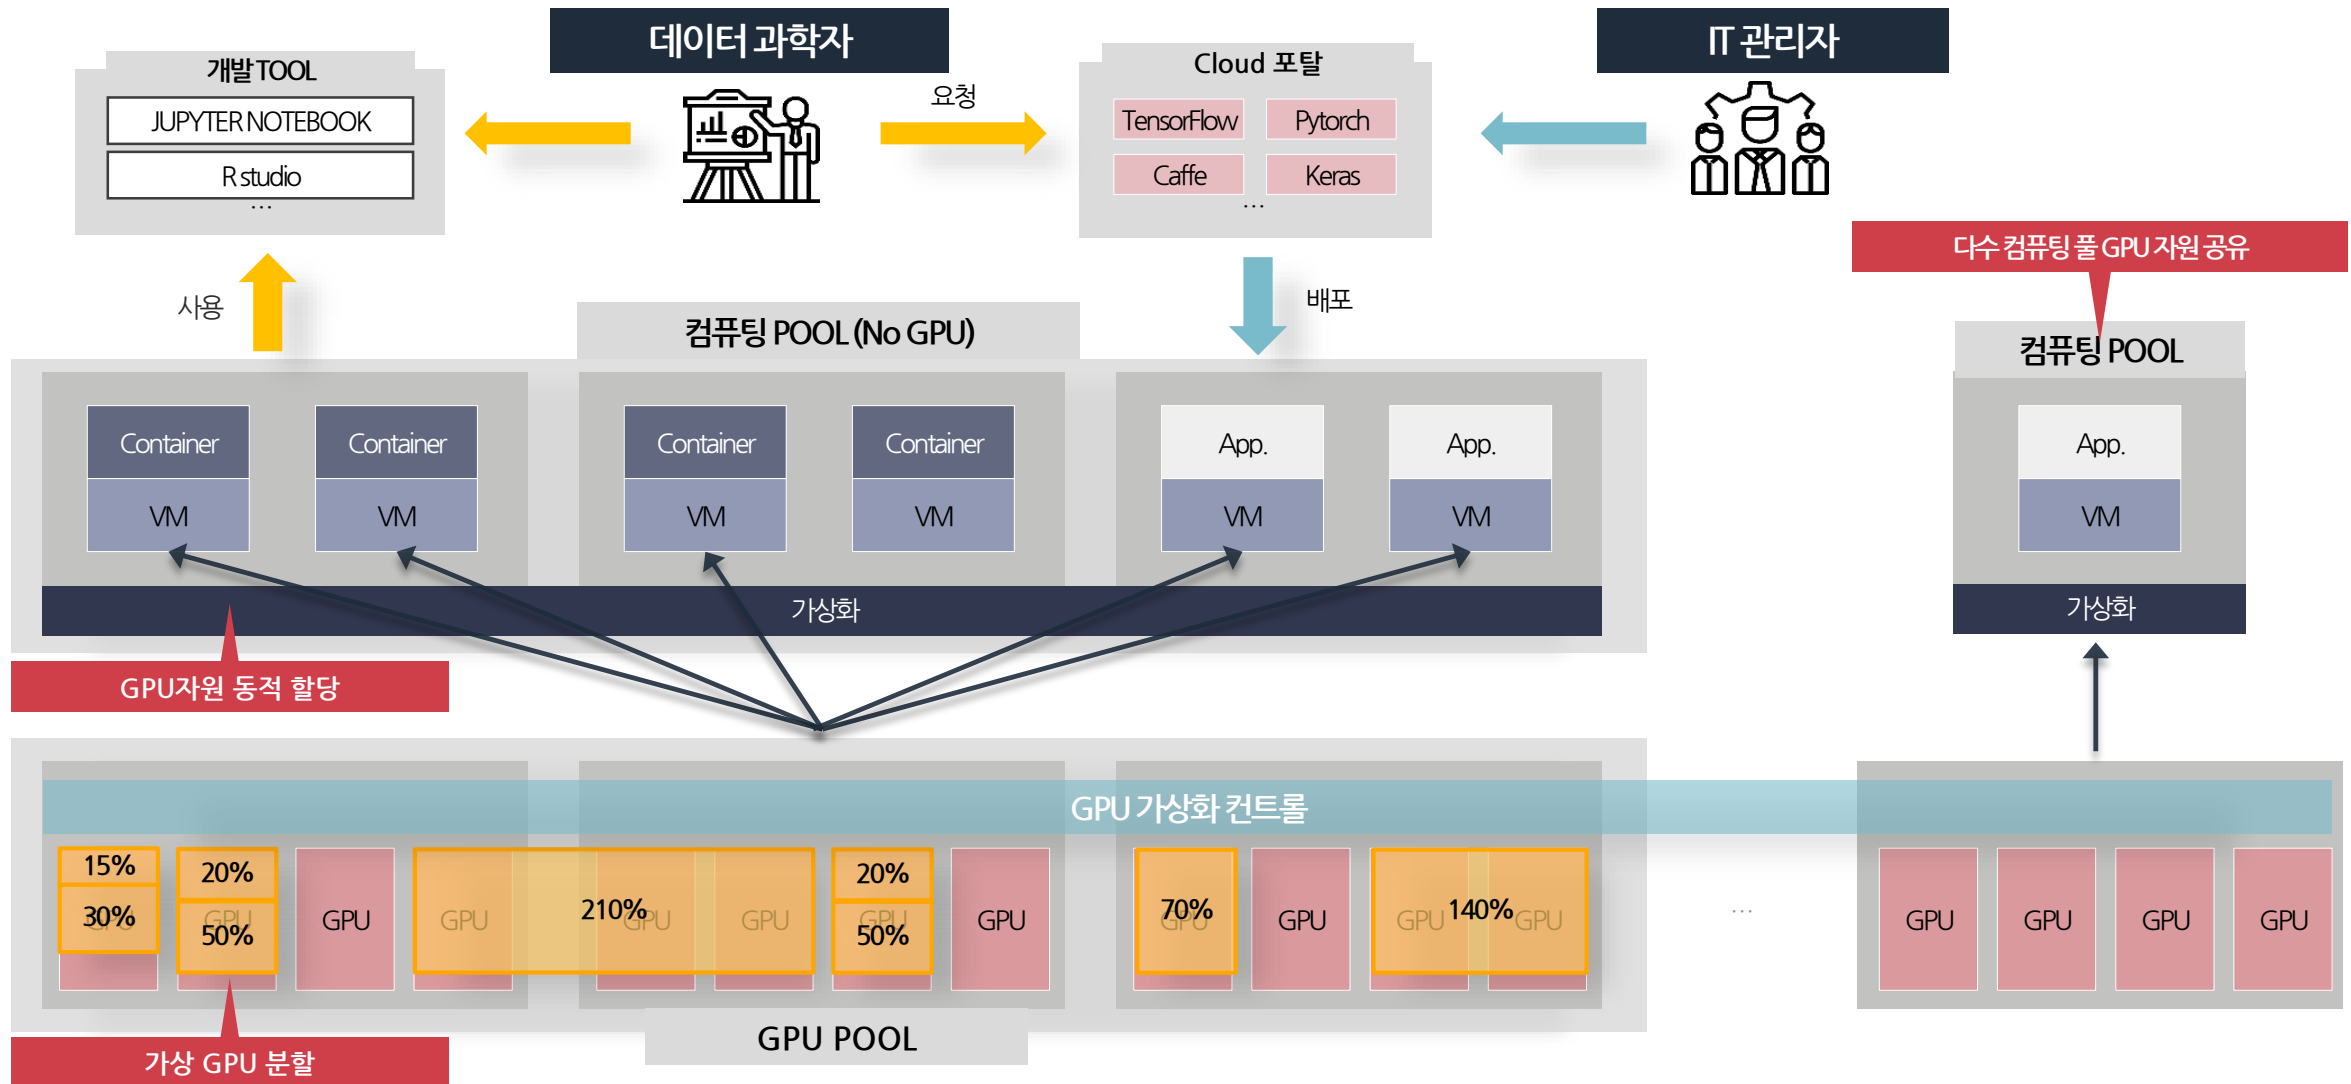 데이터 과학자
IT 관리자
개발 TOOL
JUPYTER NOTEBOOK
R studio
...
요청
Cloud 포탈
TensorFlow
Pytorch
Caffe
Keras
...
다수 컴퓨팅 풀 GPU 자원 공유
사용
배포
컴퓨팅 POOL (No GPU)
컴퓨팅 POOL
Container
VM
Container
VM
Container
VM
Container
VM
App.
VM
App.
VM
App.
VM
가상화
가상화
GPU자원 동적 할당
GPU 가상화 컨트롤
15%
30%
GPU
20%
GPU
50%
GPU
GPU
210%
GPU
GPU
20%
GPU
50%
GPU
70%
GPU
GPU
GPU
140%
GPU
...
GPU
GPU
GPU
GPU
GPU POOL
가상 GPU 분할